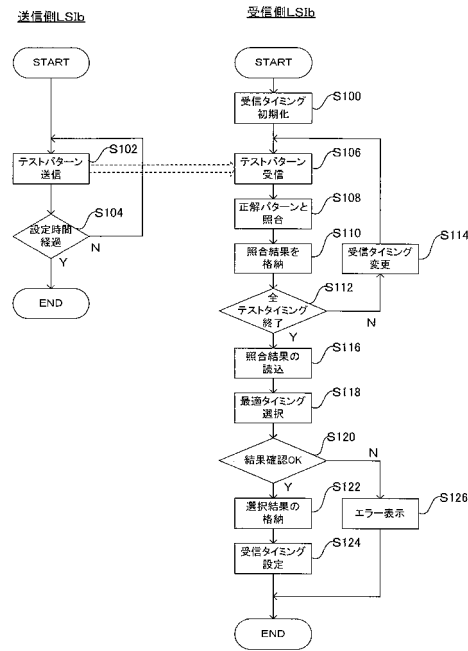 送信側LSIb
受信側LSIb
START
START
S100
受信タイミング
初期化
S102
テストパターン
送信
S106
テストパターン
受信
S104
設定時間
経過
N
Y
END
S108
正解パターンと
照合
S110
照合結果を
格納
S114
受信タイミング
変更
S112
全
テストタイミング
終了
N
Y
S116
照合結果の
読込
S118
最適タイミング
選択
S120
結果確認OK
N
Y
S122
選択結果の
格納
S126
エラー表示
S124
受信タイミング
設定
END